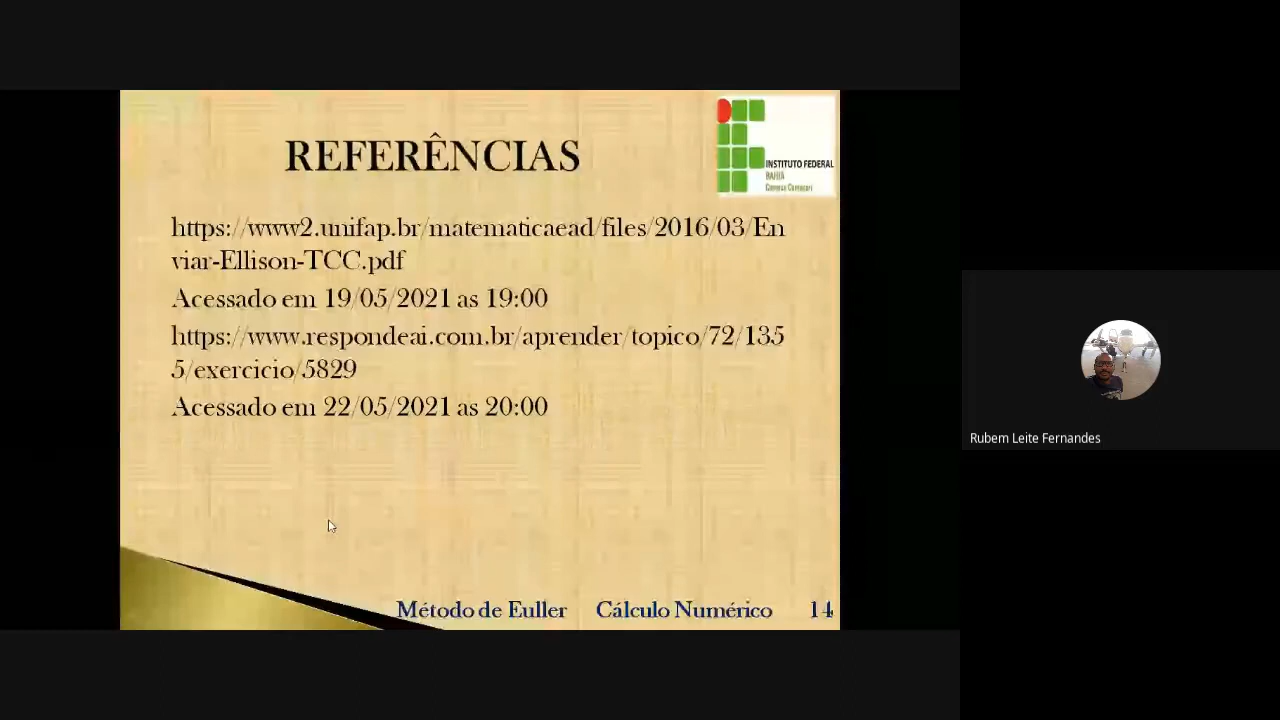 REFERÊNCIAS
INSTITUTO FEDERAL
BAHIA
Campus Camaçari
https://www2.unifap.br/matematicaead/files/2016/03/En
viar-Ellison-TCC.pdf
Acessado em 19/05/2021 as 19:00
https://www.respondeai.com.br/aprender/topico/72/135
5/exercicio/5829
Acessado em 22/05/2021 as 20:00
Método de Euller Cálculo Numérico 14
Rubem Leite Fernandes